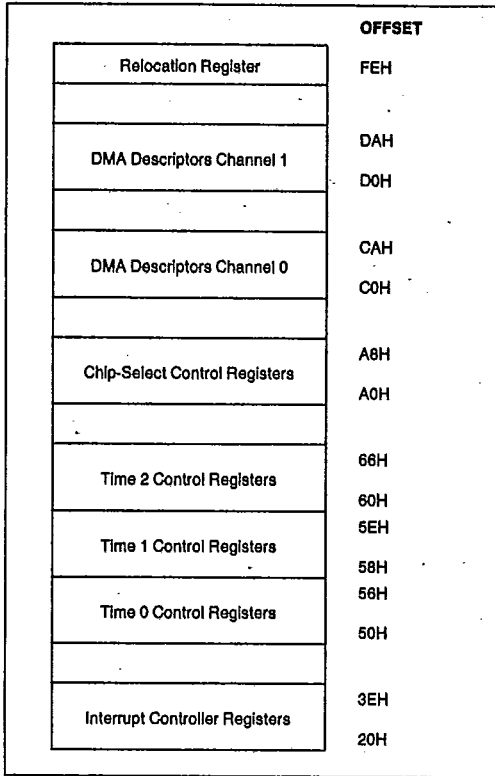 OFFSET
Relocation Register FEH
DAH
DMA Descriptors Channel 1
D0H
CAH
DMA Descriptors Channel 0
C0H
A8H
Chip-Select Control Registers
A0H
66H
Time 2 Control Registers
60H
5EH
Time 1 Control Registers
58H
56H
Time 0 Control Registers
50H
3EH
Interrupt Controller Registers
20H